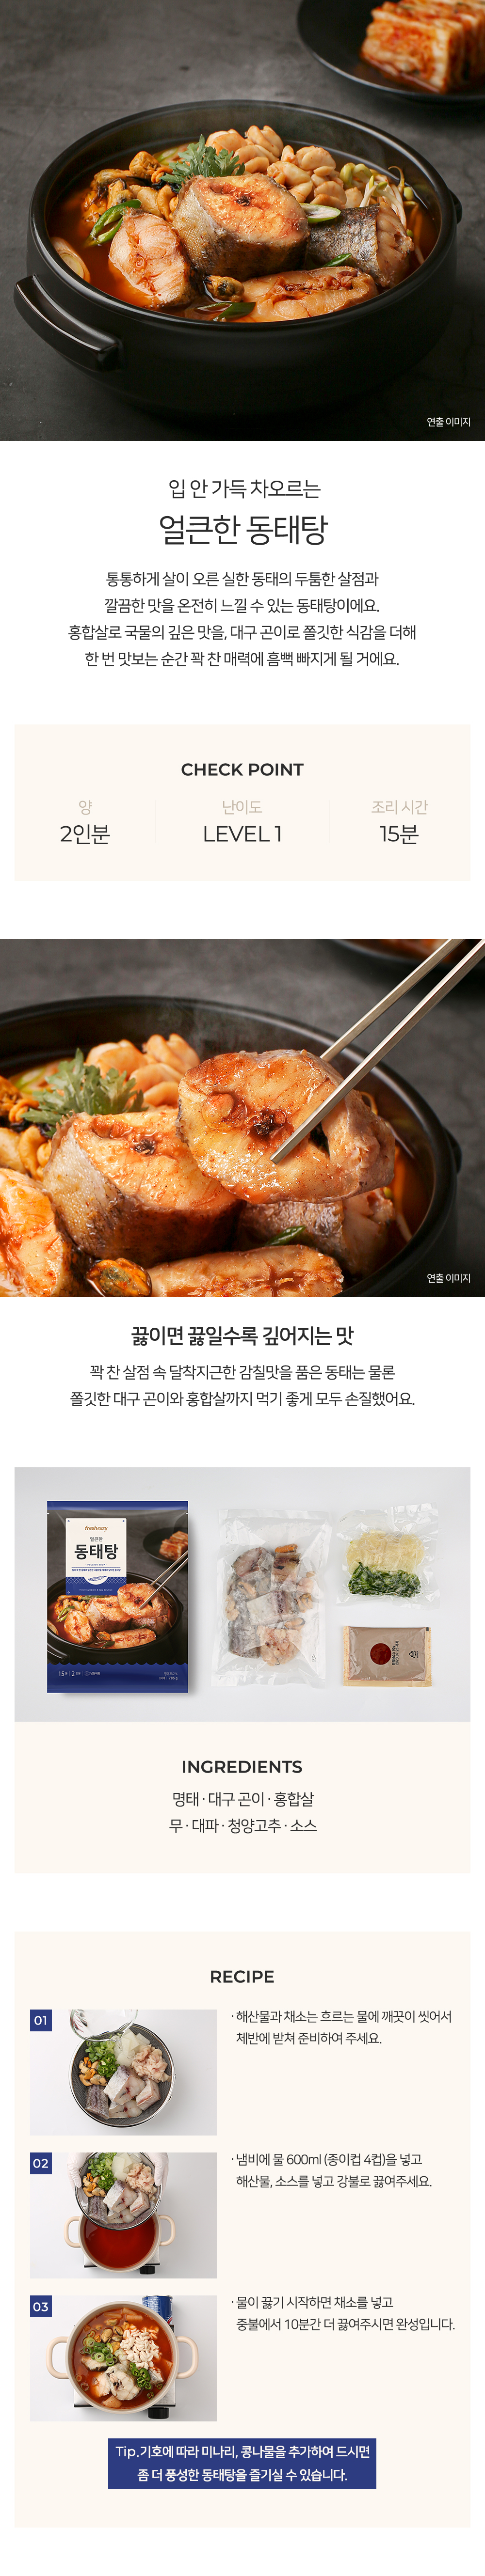 연출 이미지
입 안 가득 차오르는
얼큰한 동태탕
통통하게 살이 오른 실한 동태의 두툼한 살점과
깔끔한 맛을 온전히 느낄 수 있는 동태탕이에요.
홍합살로 국물의 깊은 맛을, 대구 곤이로 쫄깃한 식감을 더해
한 번 맛보는 순간 꽉 찬 매력에 흠뻑 빠지게 될 거에요.
CHECK POINT
양
2인분
난이도
LEVEL 1
조리 시간
15분
연출 이미지
끓이면 끓일수록 깊어지는 맛
꽉 찬 살점 속 달착지근한 감칠맛을 품은 동태는 물론
쫄깃한 대구 곤이와 홍합살까지 먹기 좋게 모두 손질했어요.
fresheasy
얼큰한
동태탕
INGREDIENTS
명태 · 대구 곤이 · 홍합살
무 · 대파 · 청양고추 · 소스
RECIPE
01
· 해산물과 채소는 흐르는 물에 깨끗이 씻어서
체반에 받쳐 준비하여 주세요.
02
· 냄비에 물 600ml (종이컵 4컵)을 넣고
해산물, 소스를 넣고 강불로 끓여주세요.
03
· 물이 끓기 시작하면 채소를 넣고
중불에서 10분간 더 끓여주시면 완성입니다.
Tip.기호에 따라 미나리, 콩나물을 추가하여 드시면
좀 더 풍성한 동태탕을 즐기실 수 있습니다.